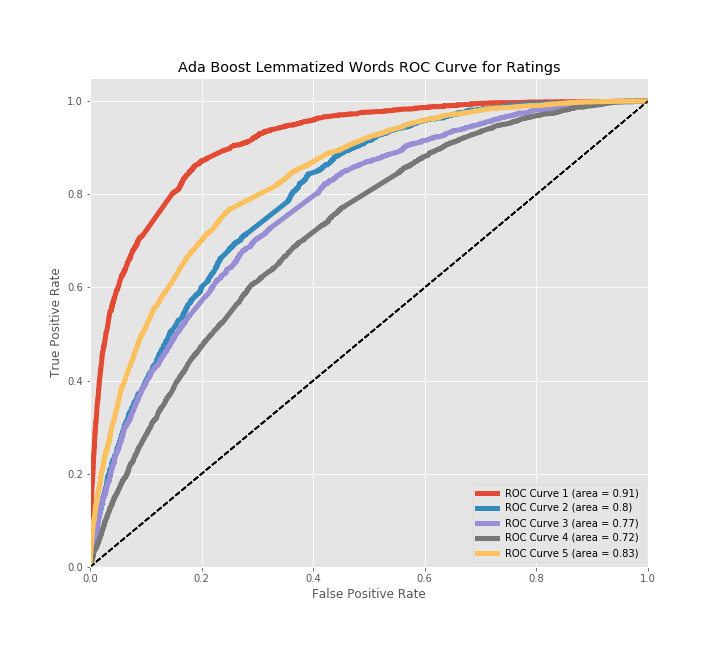 Ada Boost Lemmatized Words ROC Curve for Ratings
True Positive Rate
1.0
0.8
0.6
0.4
0.2
0.0
ROC Curve 1 (area = 0.91)
ROC Curve 2 (area = 0.8)
ROC Curve 3 (area = 0.77)
ROC Curve 4 (area = 0.72)
ROC Curve 5 (area = 0.83)
0.0 0.2 0.4 0.6 0.8 1.0
False Positive Rate